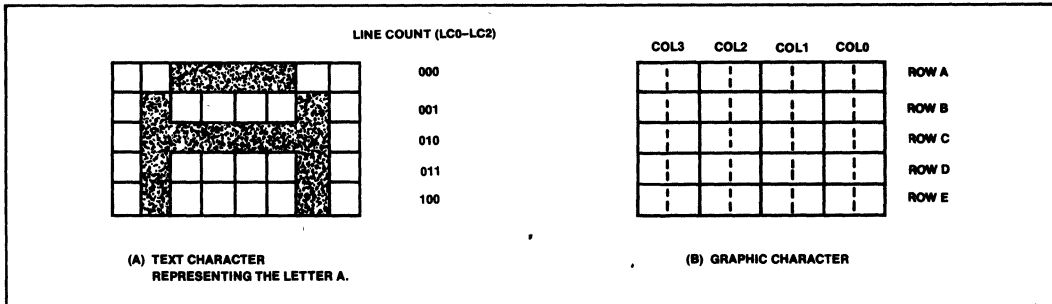 LINE COUNT (LC0–LC2)
000
001
010
011
100
(A) TEXT CHARACTER
REPRESENTING THE LETTER A.
COL3 COL2 COL1 COL0
ROW A
ROW B
ROW C
ROW D
ROW E
(B) GRAPHIC CHARACTER